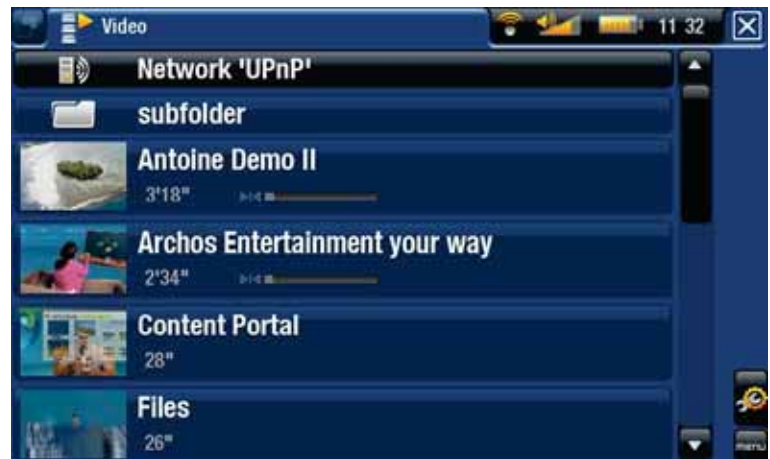 Video
11 32
Network 'UPnP'
subfolder
Antoine Demo II
3'18"
Archos Entertainment your way
2'34"
Content Portal
28"
Files
26"
menu